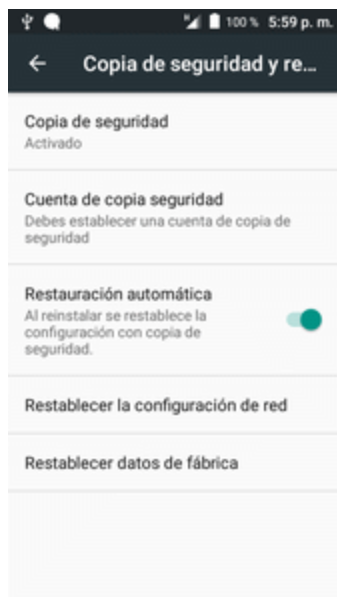 100 % 5:59 p. m.
Copia de seguridad y re...
Copia de seguridad
Activado
Cuenta de copia seguridad
Debes establecer una cuenta de copia de
seguridad
Restauración automática
Al reinstalar se restablece la
configuración con copia de
seguridad.
Restablecer la configuración de red
Restablecer datos de fábrica